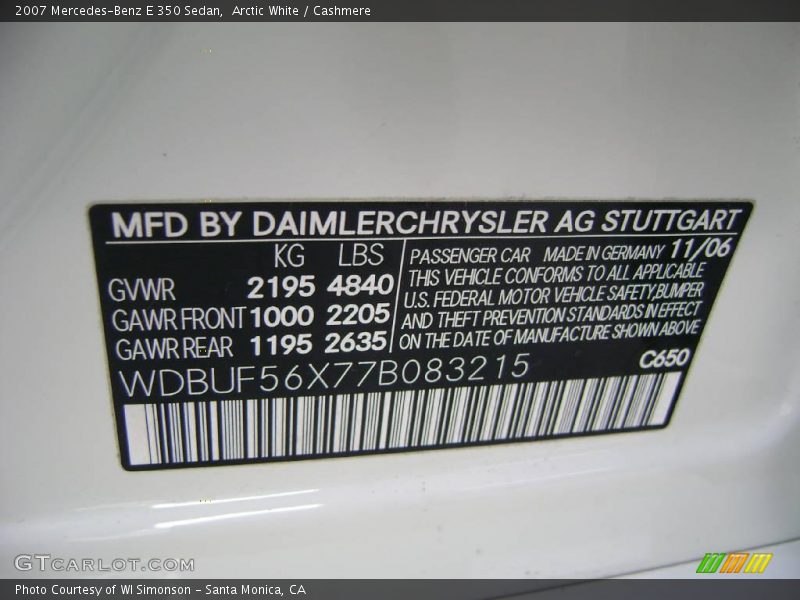 2007 Mercedes-Benz E 350 Sedan, Arctic White / Cashmere
MFD BY DAIMLERCHRYSLER AG STUTTGART
KG LBS
GVWR 2195 4840
GAWR FRONT 1000 2205
GAWR REAR 1195 2635
PASSENGER CAR MADE IN GERMANY 11/06
THIS VEHICLE CONFORMS TO ALL APPLICABLE
U.S. FEDERAL MOTOR VEHICLE SAFETY,BUMPER
AND THEFT PREVENTION STANDARDS IN EFFECT
ON THE DATE OF MANUFACTURE SHOWN ABOVE
C650
WDBUF56X77B083215
GTCARLOT.COM
Photo Courtesy of WI Simonson - Santa Monica, CA